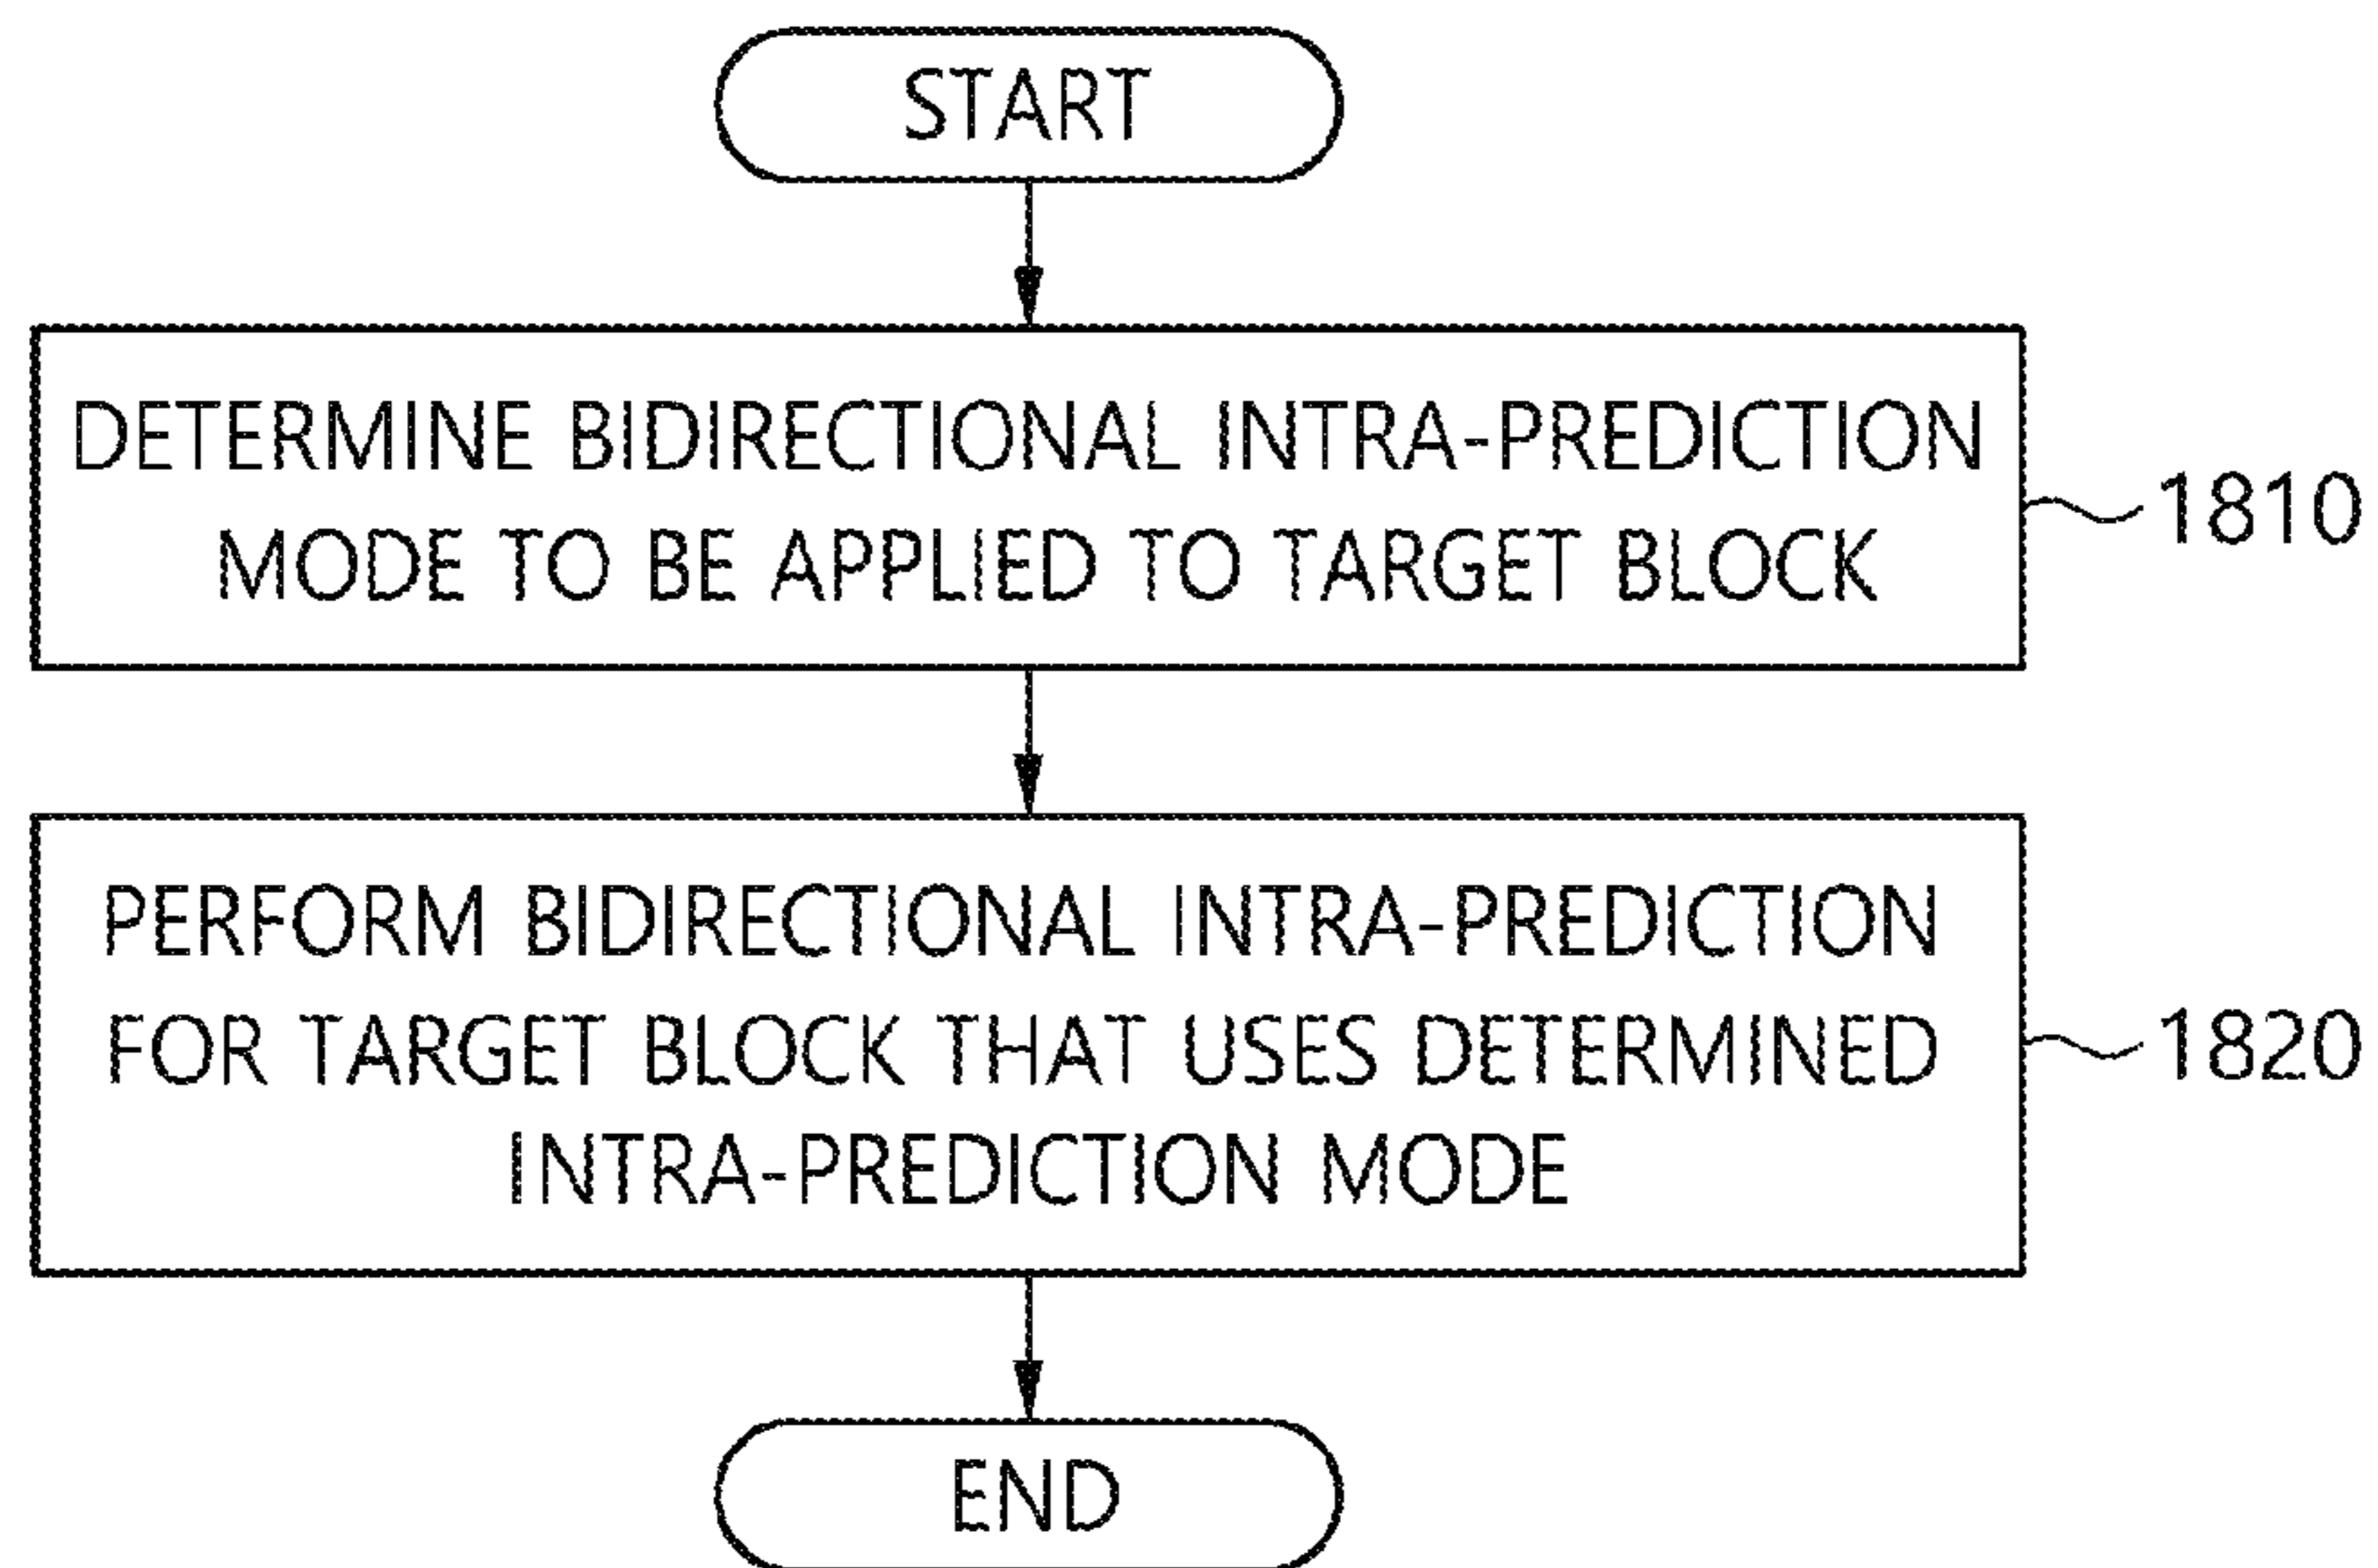 START
DETERMINE BIDIRECTIONAL INTRA-PREDICTION
MODE TO BE APPLIED TO TARGET BLOCK
1810
PERFORM BIDIRECTIONAL INTRA-PREDICTION
FOR TARGET BLOCK THAT USES DETERMINED
INTRA-PREDICTION MODE
1820
END